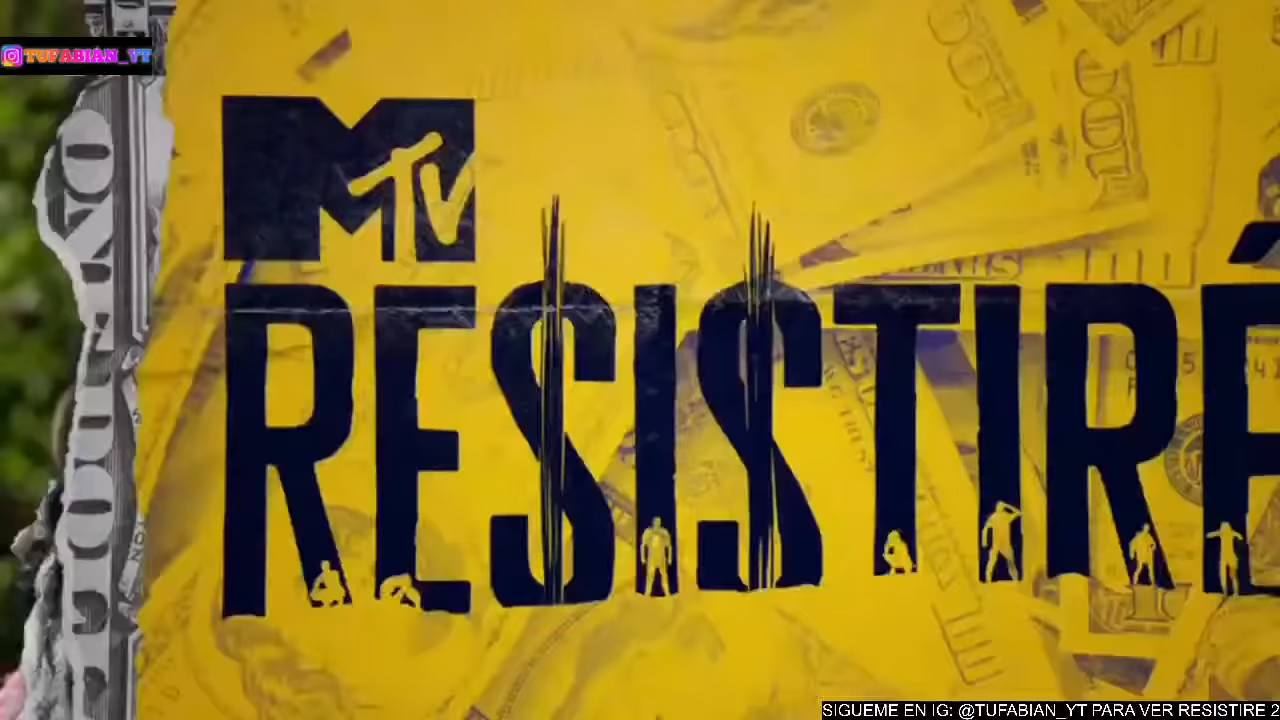 TUFABIAN_YT
MTV
RESISTIRÉ
SIGUEME EN IG: @TUFABIAN_YT PARA VER RESISTIRE 2